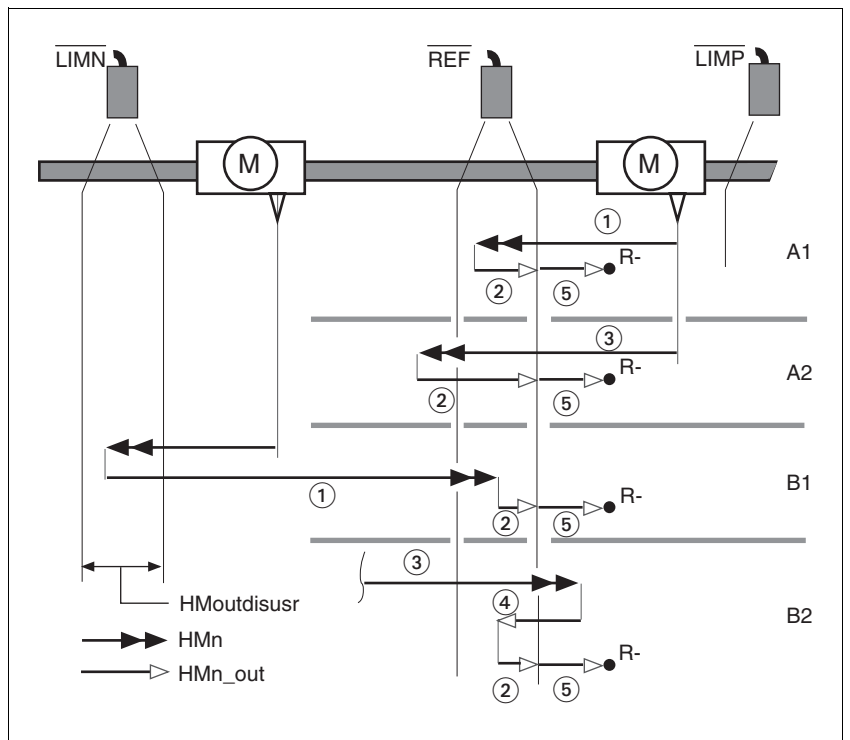 LIMN REF LIMP
M M
①
R- A1
② ⑤
③
R- A2
② ⑤
R- B1
① ② ⑤
③
④
HMoutdisusr B2
HMn
R-
HMn_out
② ⑤